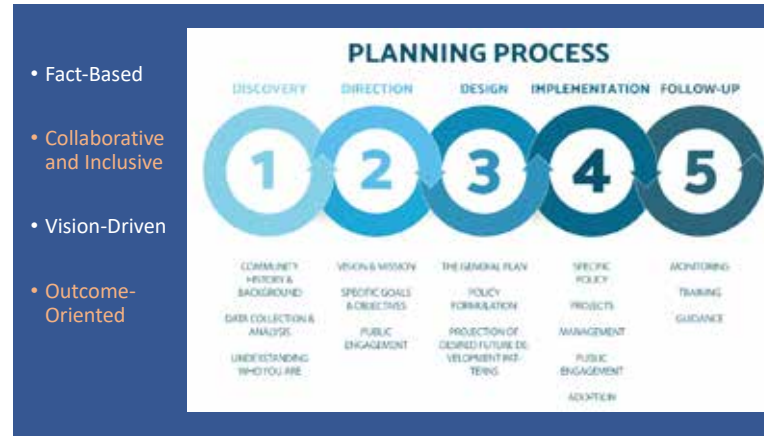 • Fact-Based
• Collaborative
and Inclusive
• Vision-Driven
• Outcome-
Oriented
PLANNING PROCESS
DISCOVERY
DIRECTION
DESIGN
IMPLEMENTATION
FOLLOW-UP
1
2
3
4
5
COMMUNITY
HISTORY &
BACKGROUND
DATA COLLECTION &
ANALYSIS
UNDERSTANDING
WHO YOU ARE
VISION & MISSION
SPECIFIC GOALS
& OBJECTIVES
PUBLIC
ENGAGEMENT
THE GENERAL PLAN
POLICY
FORMULATION
PROJECTION OF
DESIRED FUTURE DE
VELOPMENT PAT-
TERNS
SPECIFIC
POLICY
PROJECTS
MANAGEMENT
PUBLIC
ENGAGEMENT
ADOPTION
MONITORING
TRAINING
GUIDANCE